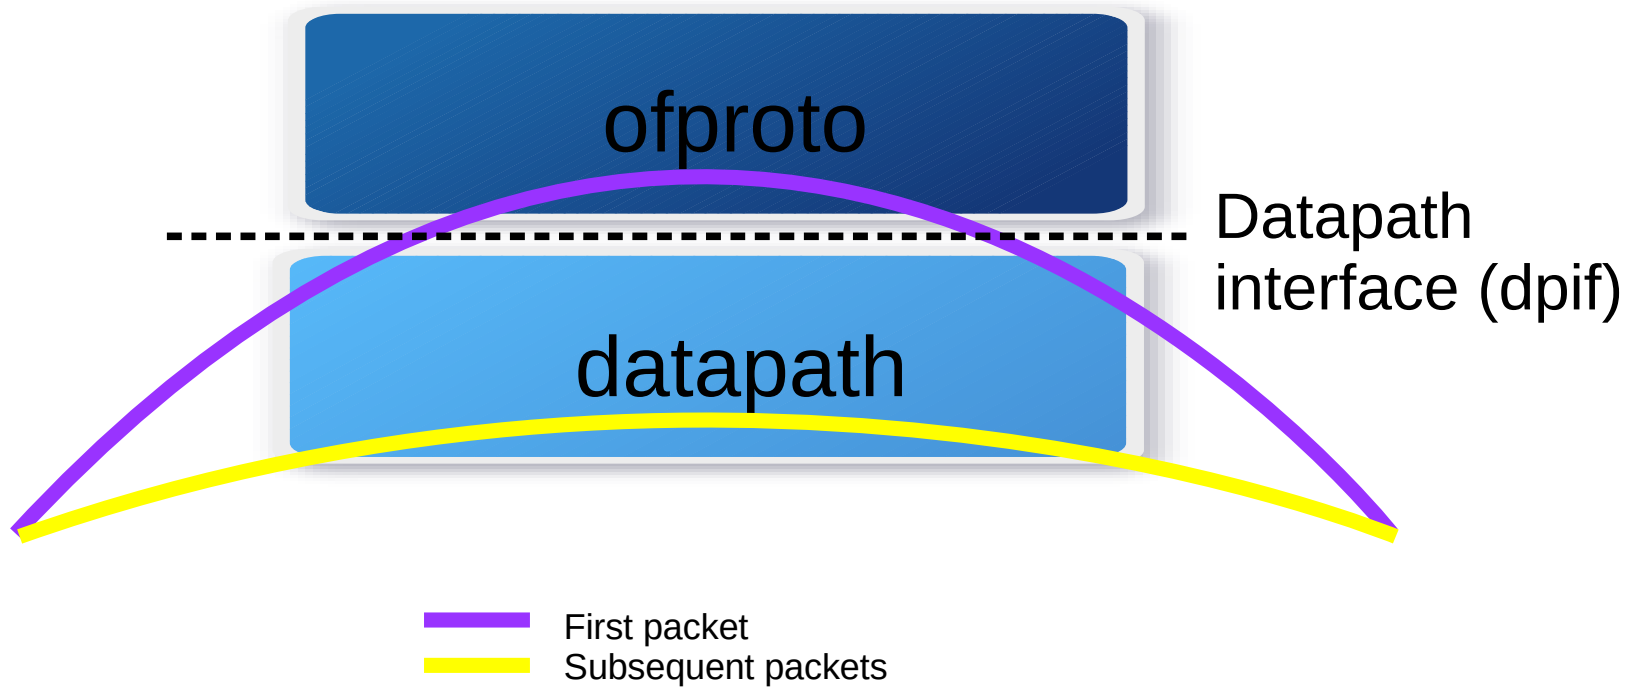 ofproto
Datapath
interface (dpif)
datapath
First packet
Subsequent packets